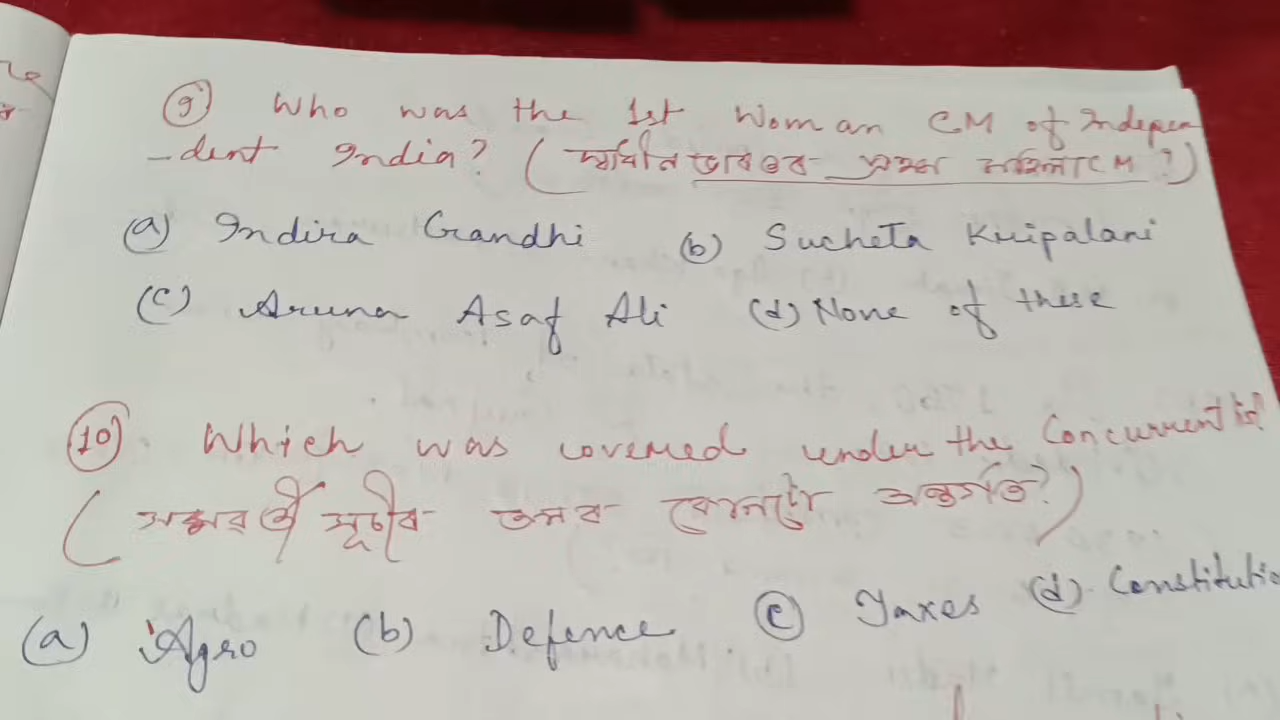 9) Who was the 1st Woman CM of Indepen
-dent India? (স্বাধীন ভাৰতৰ প্ৰথম মহিলা CM?)
(a) Indira Gandhi (b) Sucheta Kripalani
(c) Aruna Asaf Ali (d) None of these
(10). Which was covered under the Concurrent list?
(সমৱৰ্তী সূচীৰ তলৰ কোনটো অন্তৰ্গত?)
(a) Agro (b) Defence (c) Taxes (d) Constitutio